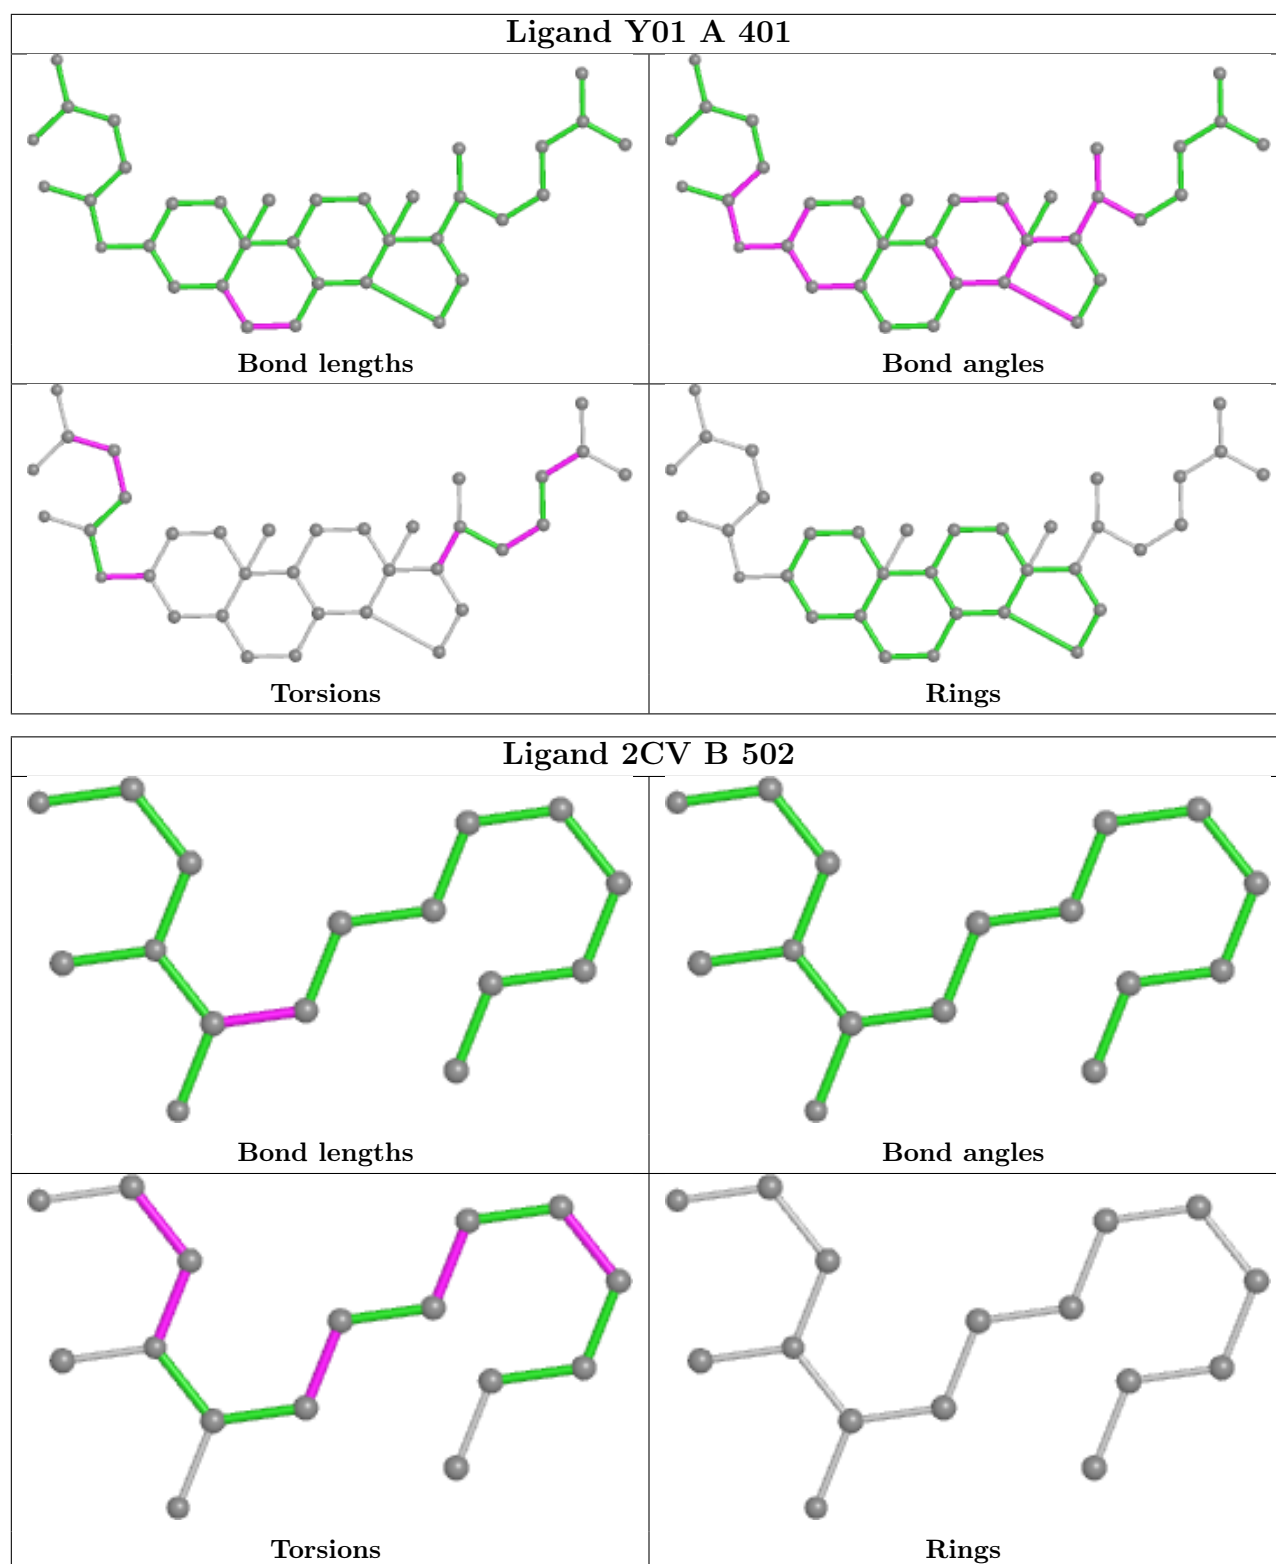 Ligand Y01 A 401
Bond lengths
Bond angles
Torsions
Rings
Ligand 2CV B 502
Bond lengths
Bond angles
Torsions
Rings